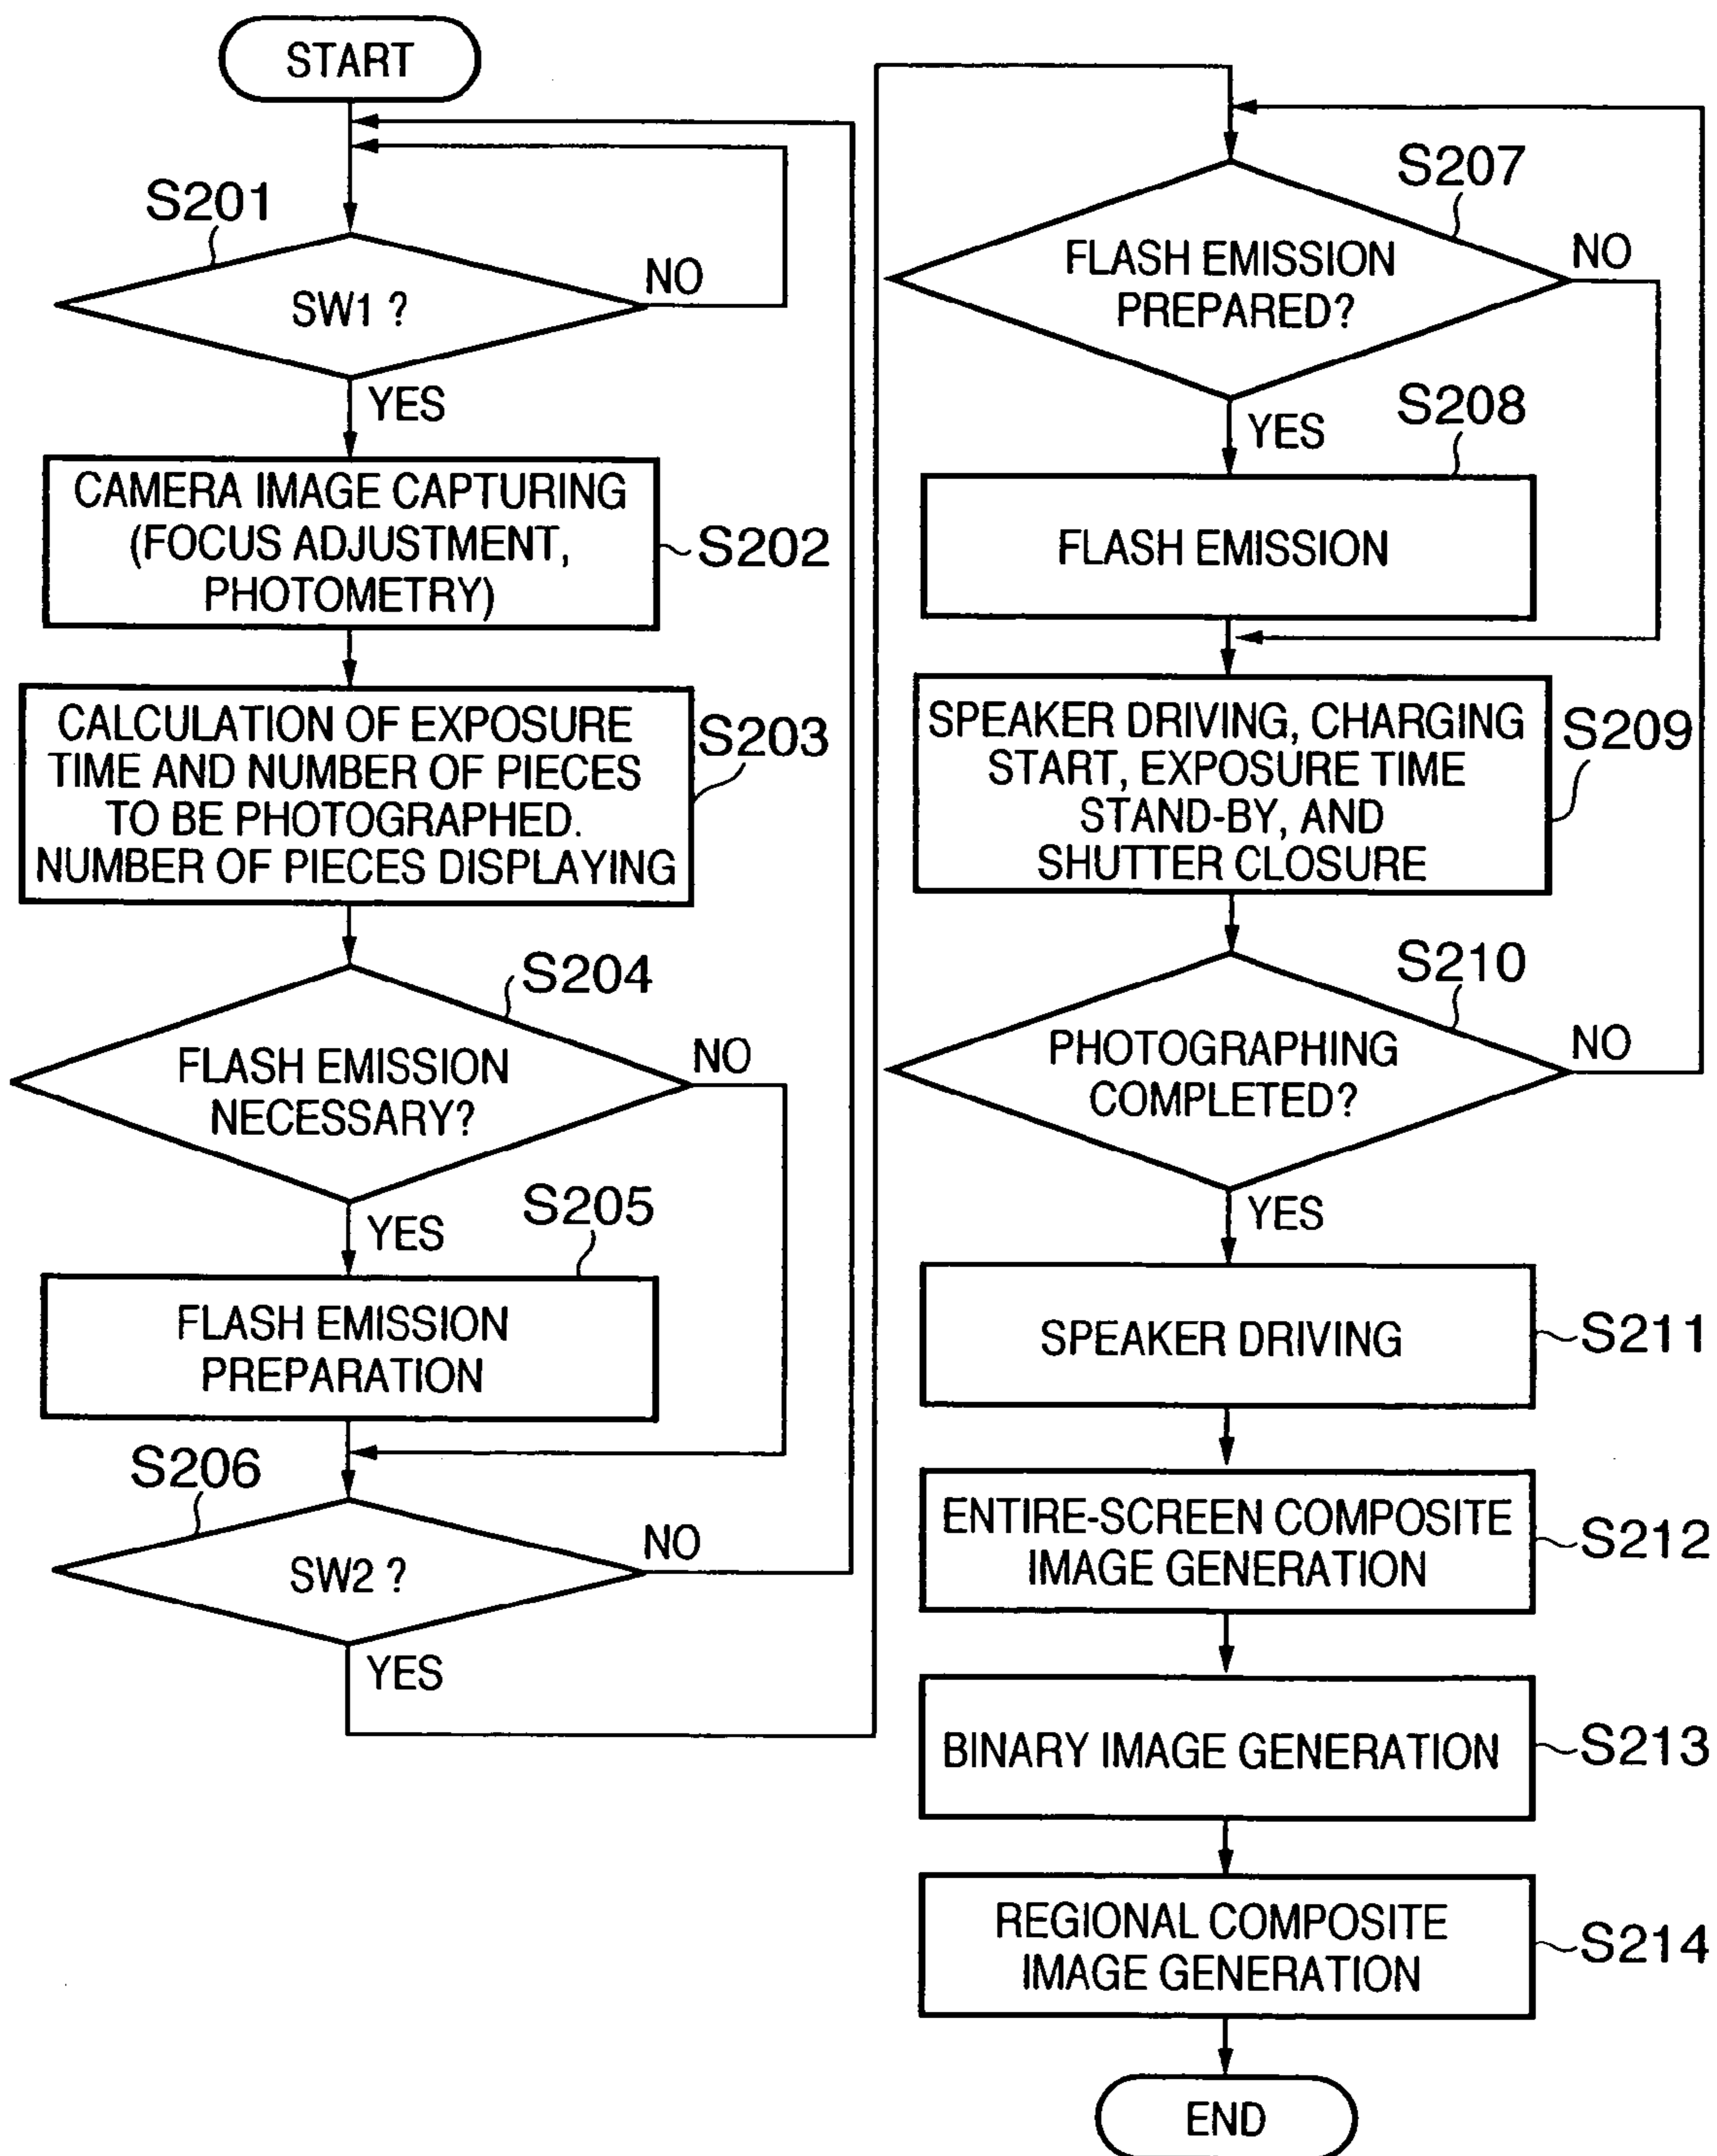 START
S201
SW1 ?
NO
YES
CAMERA IMAGE CAPTURING
(FOCUS ADJUSTMENT,
PHOTOMETRY)
S202
CALCULATION OF EXPOSURE
TIME AND NUMBER OF PIECES
TO BE PHOTOGRAPHED.
NUMBER OF PIECES DISPLAYING
S203
S204
FLASH EMISSION
NECESSARY?
NO
YES
S205
FLASH EMISSION
PREPARATION
S206
SW2 ?
NO
YES
S207
FLASH EMISSION
PREPARED?
NO
YES
S208
FLASH EMISSION
SPEAKER DRIVING, CHARGING
START, EXPOSURE TIME
STAND-BY, AND
SHUTTER CLOSURE
S209
S210
PHOTOGRAPHING
COMPLETED?
NO
YES
SPEAKER DRIVING
S211
ENTIRE-SCREEN COMPOSITE
IMAGE GENERATION
S212
BINARY IMAGE GENERATION
S213
REGIONAL COMPOSITE
IMAGE GENERATION
S214
END